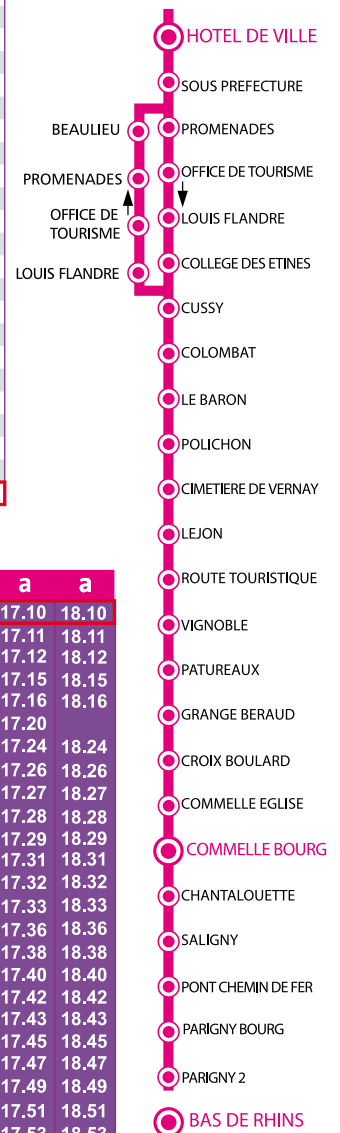 HOTEL DE VILLE
SOUS PREFECTURE
BEAULIEU
PROMENADES
PROMENADES
OFFICE DE TOURISME
OFFICE DE
TOURISME
LOUIS FLANDRE
LOUIS FLANDRE
COLLEGE DES ETINES
CUSSY
COLOMBAT
LE BARON
POLICHON
CIMETIERE DE VERNAY
LEJON
ROUTE TOURISTIQUE
VIGNOBLE
PATUREAUX
GRANGE BERAUD
CROIX BOULARD
COMMELLE EGLISE
COMMELLE BOURG
CHANTALOUETTE
SALIGNY
PONT CHEMIN DE FER
PARIGNY BOURG
PARIGNY 2
BAS DE RHINS
a a
17.10 18.10
17.11 18.11
17.12 18.12
17.15 18.15
17.16 18.16
17.20
17.24 18.24
17.26 18.26
17.27 18.27
17.28 18.28
17.29 18.29
17.31 18.31
17.32 18.32
17.33 18.33
17.36 18.36
17.38 18.38
17.40 18.40
17.42 18.42
17.43 18.43
17.45 18.45
17.47 18.47
17.49 18.49
17.51 18.51
17.53 18.53